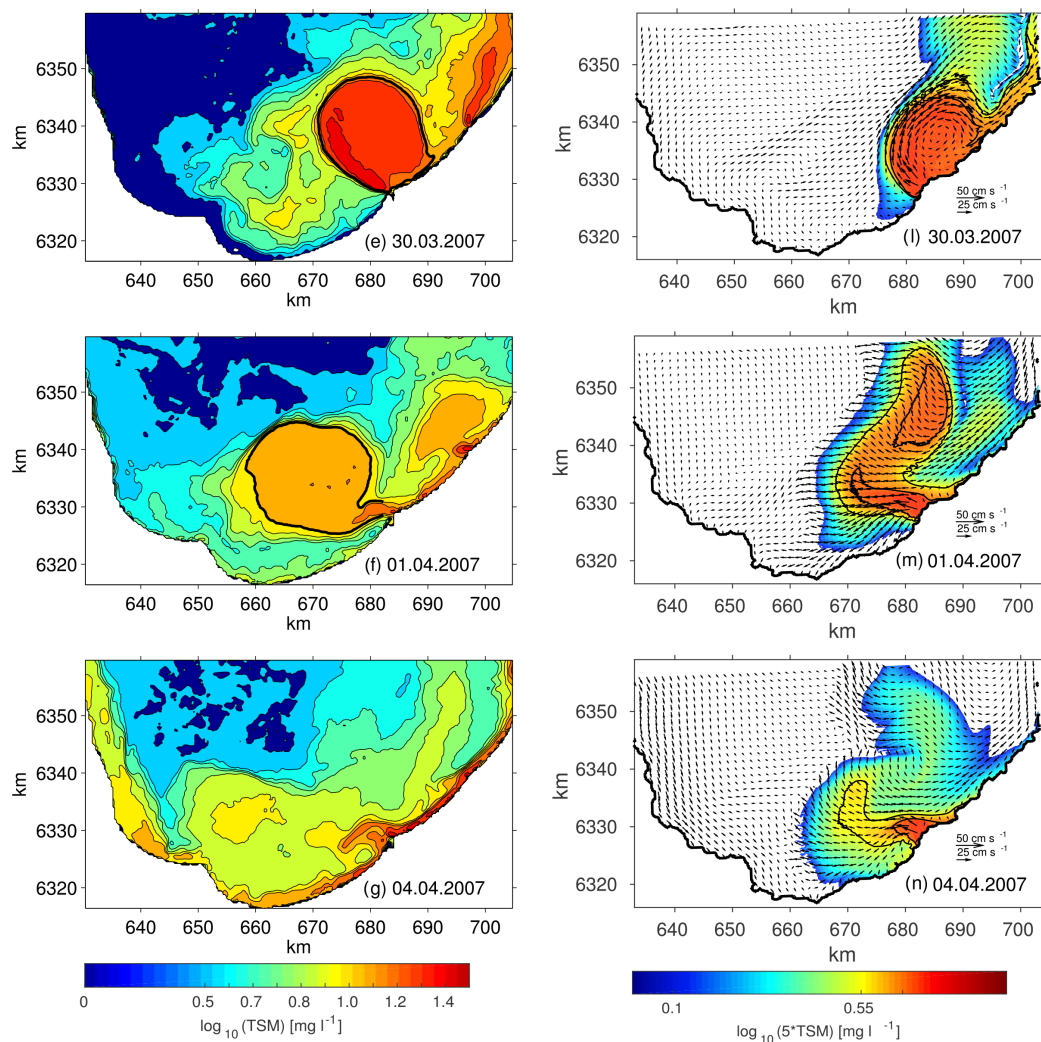 6350
6340
6330
6320
km
(e) 30.03.2007
640 650 660 670 680 690 700
km
6350
6340
6330
6320
km
50 cm s -1
25 cm s -1
(l) 30.03.2007
640 650 660 670 680 690 700
km
6350
6340
6330
6320
km
(f) 01.04.2007
640 650 660 670 680 690 700
km
6350
6340
6330
6320
km
50 cm s -1
25 cm s -1
(m) 01.04.2007
640 650 660 670 680 690 700
km
6350
6340
6330
6320
km
(g) 04.04.2007
640 650 660 670 680 690 700
km
6350
6340
6330
6320
km
50 cm s -1
25 cm s -1
(n) 04.04.2007
640 650 660 670 680 690 700
km
0 0.5 0.7 1.0 1.2 1.4
log10(TSM) [mg l-1]
0.1 0.55
log10(5*TSM) [mg l -1]